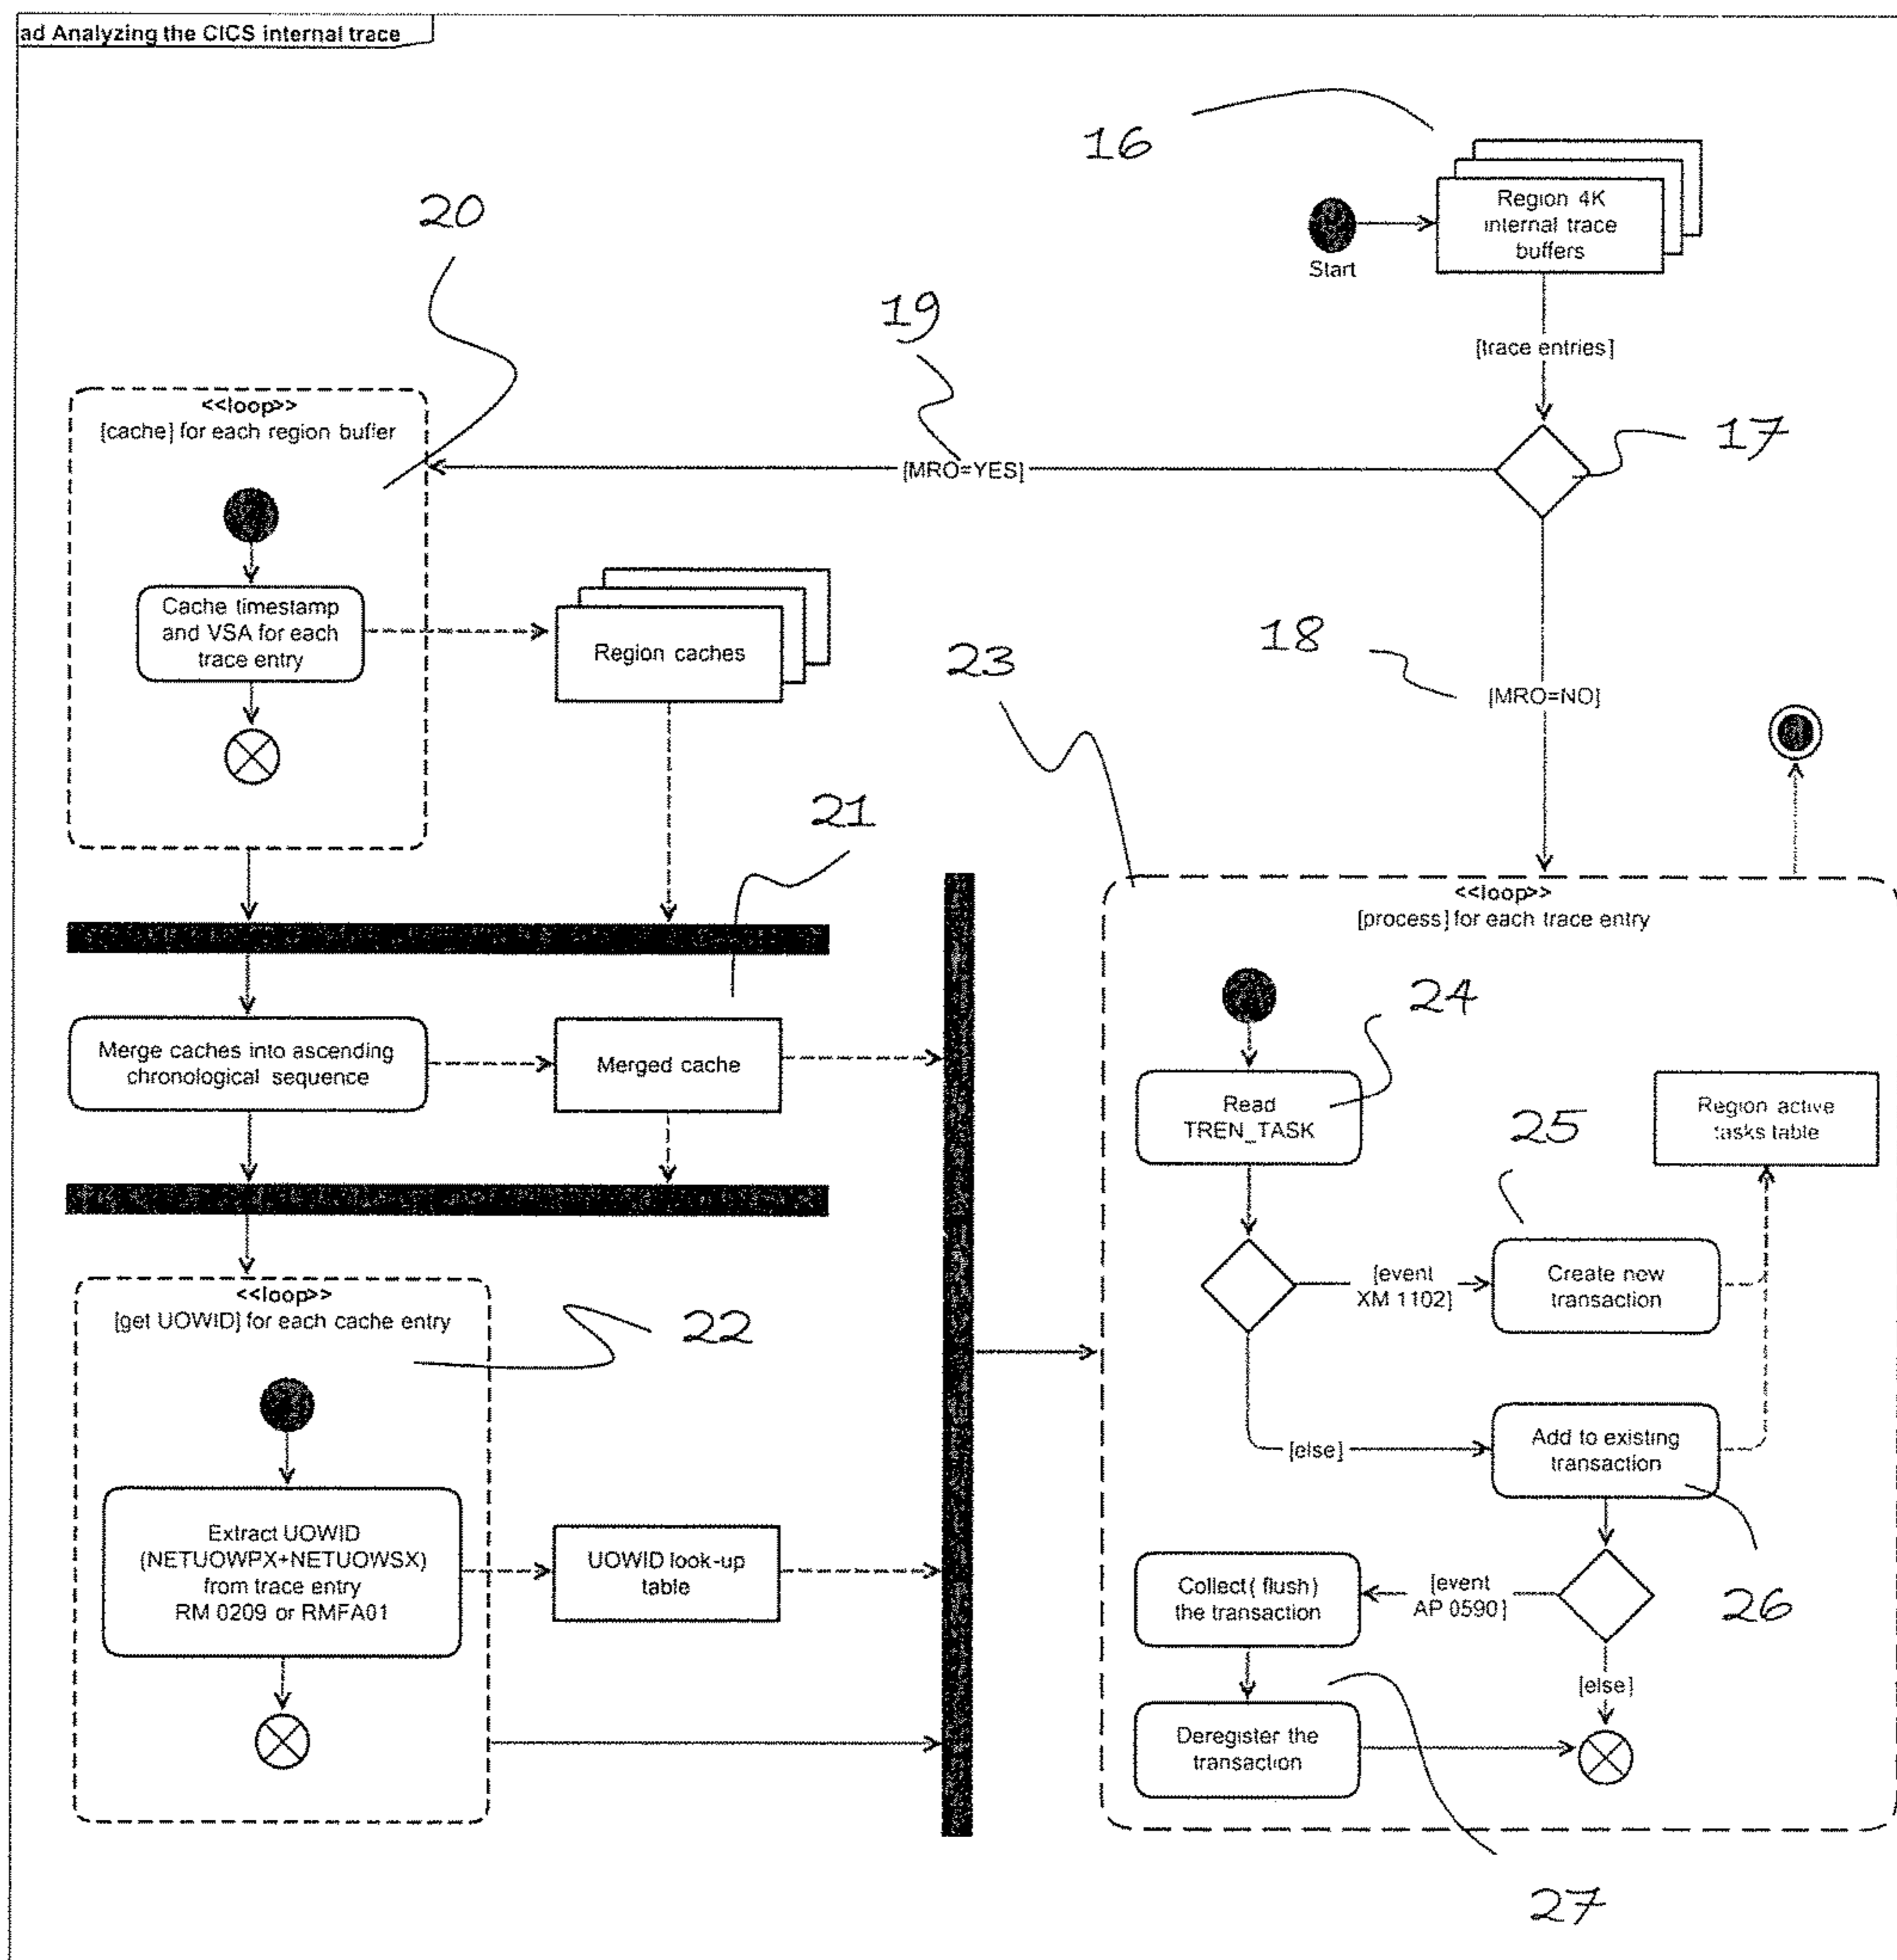 ad Analyzing the CICS internal trace
16
Region 4K
internal trace
buffers
Start
[trace entries]
17
20
19
<<loop>>
[cache] for each region buffer
[MRO=YES]
Cache timestamp
and VSA for each
trace entry
Region caches
18
[MRO=NO]
23
21
Merge caches into ascending
chronological sequence
Merged cache
<<loop>>
[get UOWID] for each cache entry
22
Extract UOWID
(NETUOWPX+NETUOWSX)
from trace entry
RM 0209 or RMFA01
UOWID look-up
table
<<loop>>
[process] for each trace entry
24
Read
TREN_TASK
25
Region active
tasks table
[event
XM 1102]
Create new
transaction
[else]
Add to existing
transaction
26
[event
AP 0590]
Collect( flush)
the transaction
[else]
Deregister the
transaction
27